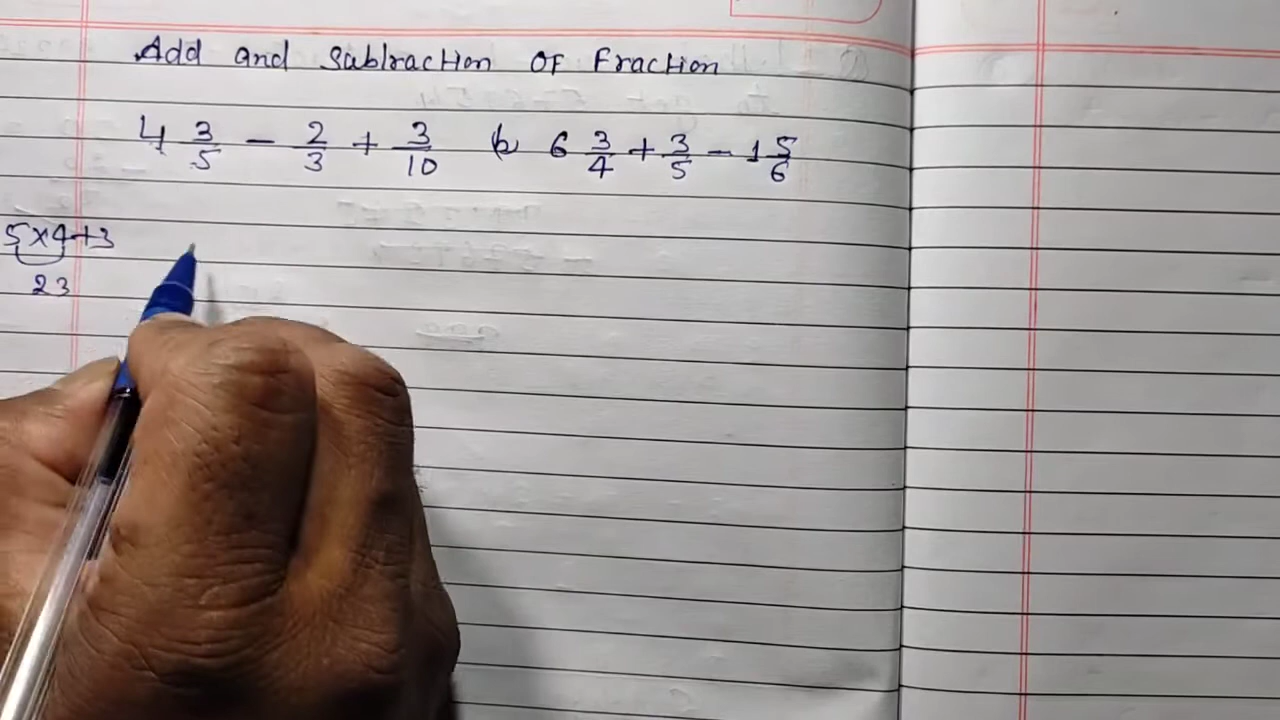 Add and Subtraction Of Fraction
4 3/5 - 2/3 + 3/10 b) 6 3/4 + 3/5 - 1 5/6
5×4+3
23